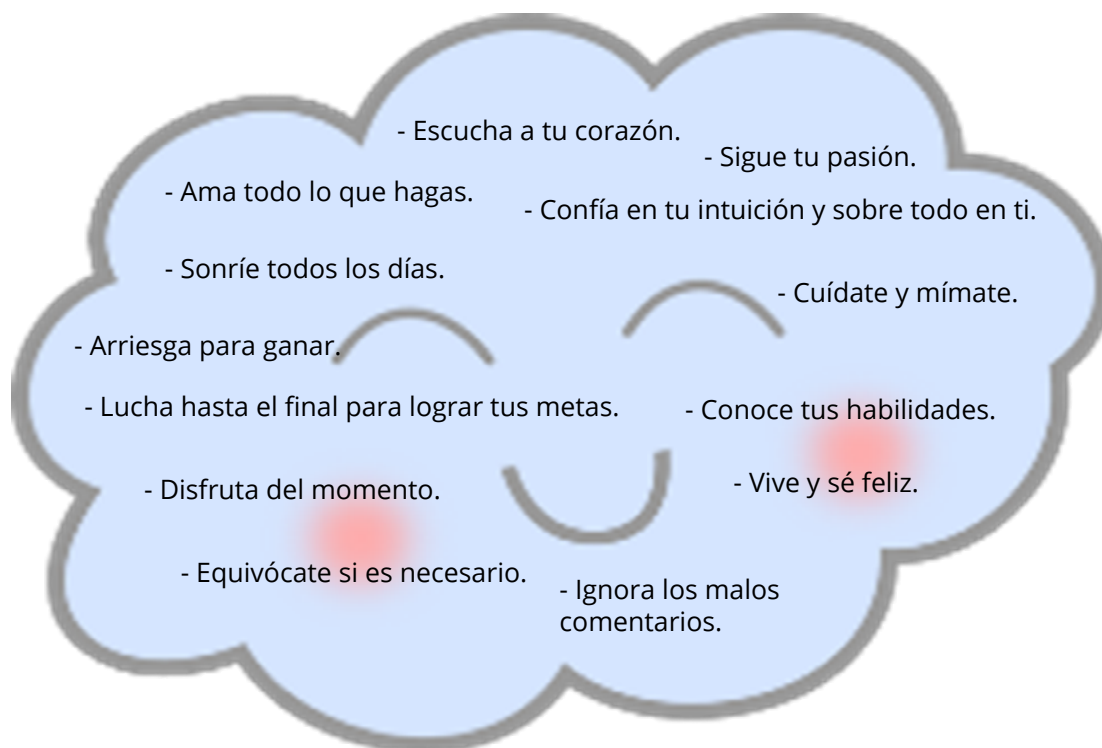 - Escucha a tu corazón.
- Sigue tu pasión.
- Ama todo lo que hagas.
- Confía en tu intuición y sobre todo en ti.
- Sonríe todos los días.
- Cuídate y mímate.
- Arriesga para ganar.
- Lucha hasta el final para lograr tus metas.
- Conoce tus habilidades.
- Disfruta del momento.
- Vive y sé feliz.
- Equivócate si es necesario.
- Ignora los malos
comentarios.